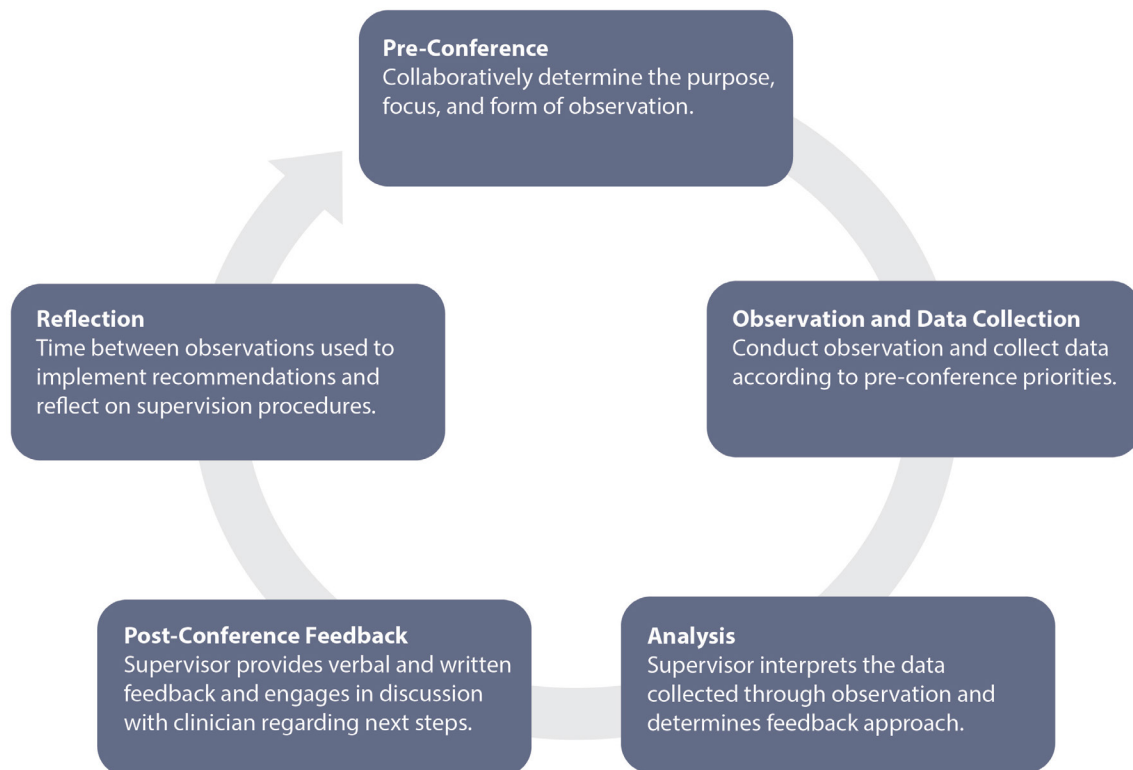 Pre-Conference
Collaboratively determine the purpose,
focus, and form of observation.
Observation and Data Collection
Conduct observation and collect data
according to pre-conference priorities.
Analysis
Supervisor interprets the data
collected through observation and
determines feedback approach.
Post-Conference Feedback
Supervisor provides verbal and written
feedback and engages in discussion
with clinician regarding next steps.
Reflection
Time between observations used to
implement recommendations and
reflect on supervision procedures.